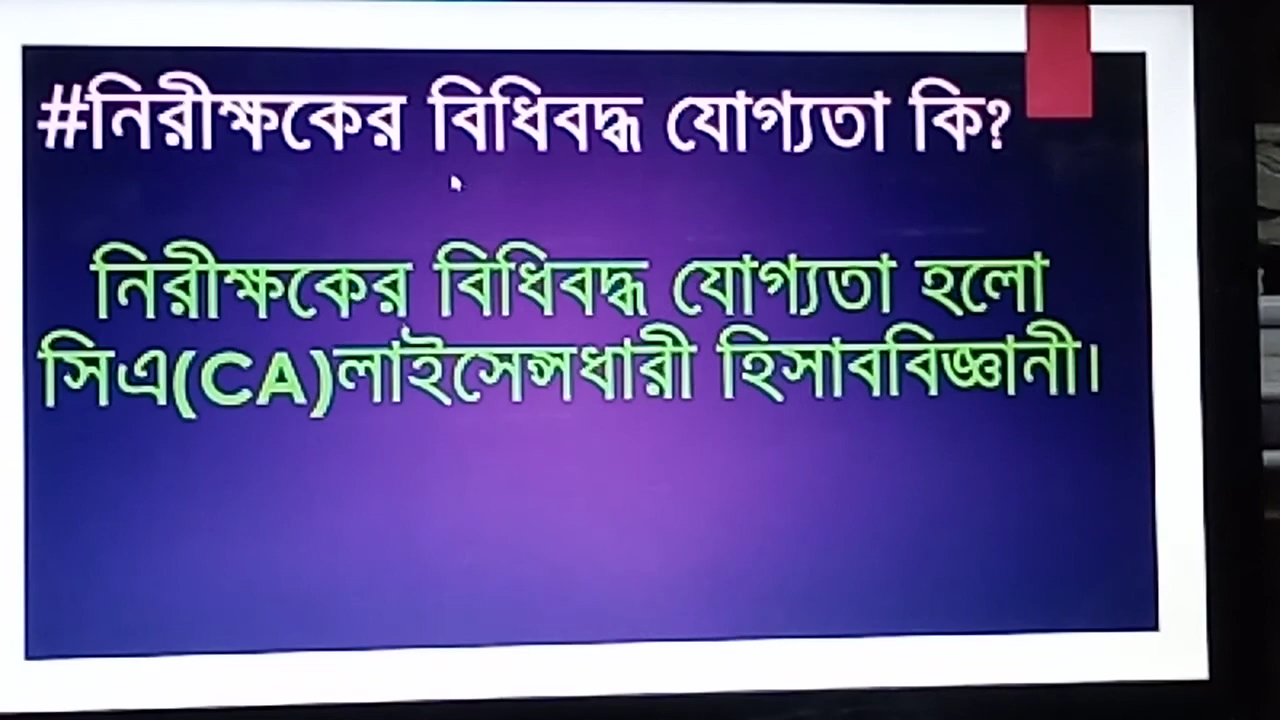 #নিরীক্ষকের বিধিবদ্ধ যোগ্যতা কি?
নিরীক্ষকের বিধিবদ্ধ যোগ্যতা হলো
সিএ(CA)লাইসেন্সধারী হিসাববিজ্ঞানী।